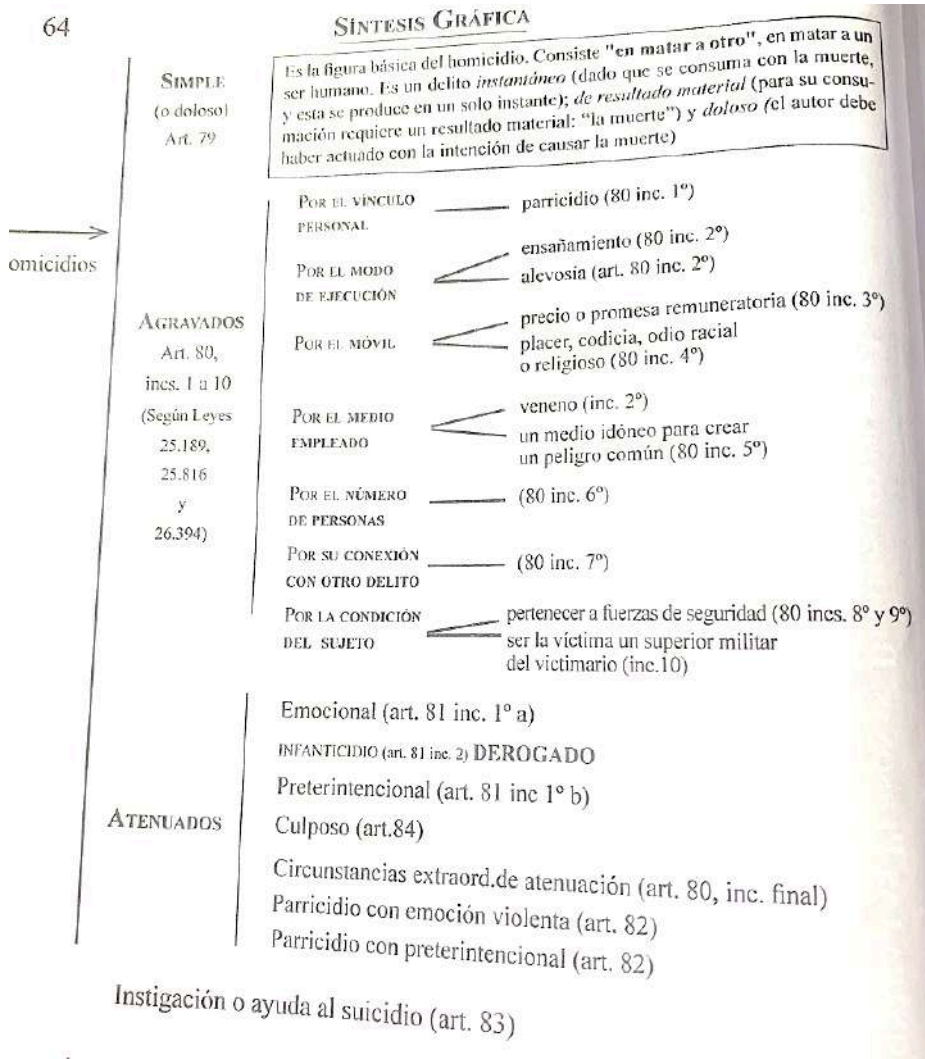 64
SÍNTESIS GRÁFICA
SIMPLE
(o doloso)
Art. 79
Es la figura básica del homicidio. Consiste "en matar a otro", en matar a un
ser humano. Es un delito instantáneo (dado que se consuma con la muerte,
y esta se produce en un solo instante); de resultado material (para su consu-
mación requiere un resultado material: “la muerte”) y doloso (el autor debe
haber actuado con la intención de causar la muerte)
omicidios
AGRAVADOS
Art. 80,
incs. 1 a 10
(Según Leyes
25.189,
25.816
y
26.394)
POR EL VÍNCULO
PERSONAL
parricidio (80 inc. 1º)
POR EL MODO
DE EJECUCIÓN
ensañamiento (80 inc. 2º)
alevosía (art. 80 inc. 2º)
POR EL MÓVIL
precio o promesa remuneratoria (80 inc. 3º)
placer, codicia, odio racial
o religioso (80 inc. 4º)
POR EL MEDIO
EMPLEADO
veneno (inc. 2º)
un medio idóneo para crear
un peligro común (80 inc. 5º)
POR EL NÚMERO
DE PERSONAS
(80 inc. 6º)
POR SU CONEXIÓN
CON OTRO DELITO
(80 inc. 7º)
POR LA CONDICIÓN
DEL SUJETO
pertenecer a fuerzas de seguridad (80 incs. 8º y 9º)
ser la víctima un superior militar
del victimario (inc.10)
ATENUADOS
Emocional (art. 81 inc. 1º a)
INFANTICIDIO (art. 81 inc. 2) DEROGADO
Preterintencional (art. 81 inc 1º b)
Culposo (art.84)
Circunstancias extraord.de atenuación (art. 80, inc. final)
Parricidio con emoción violenta (art. 82)
Parricidio con preterintencional (art. 82)
Instigación o ayuda al suicidio (art. 83)